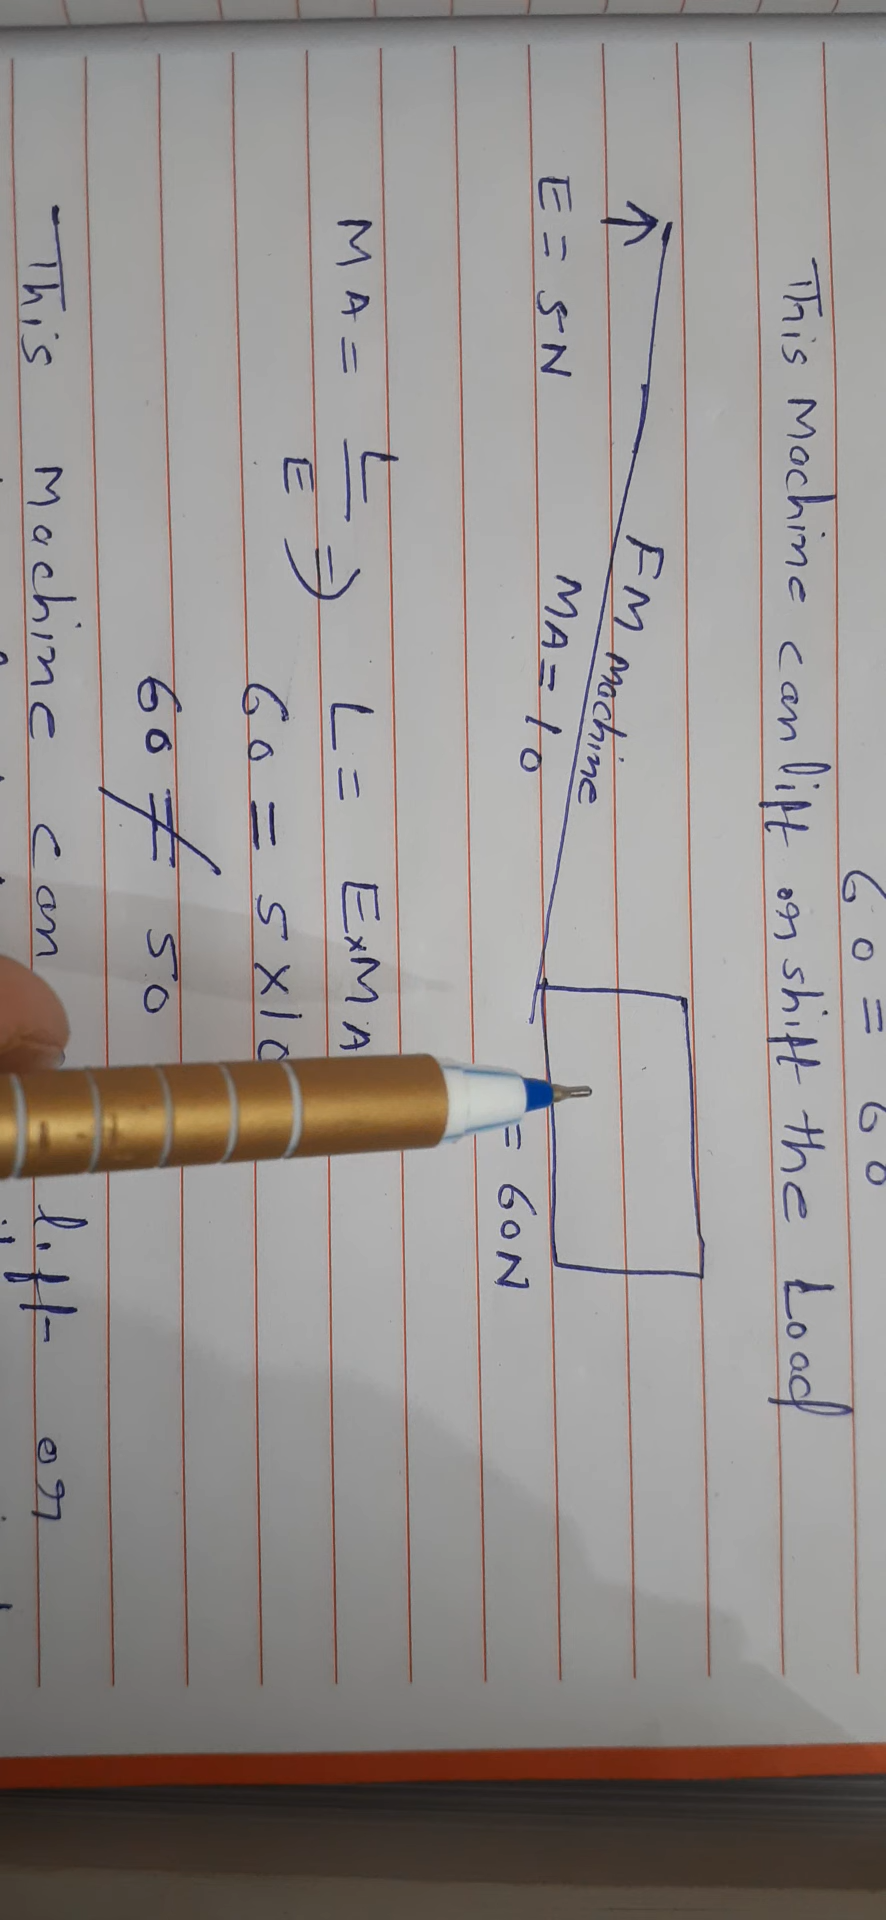 60 = 60
This Machine can lift or shift the Load
FM Machine
E = 5N
MA = 10
= 60N
MA = L/E ⇒ L = E×MA
60 = 5×10
60 ≠ 50
This Machine can lift or